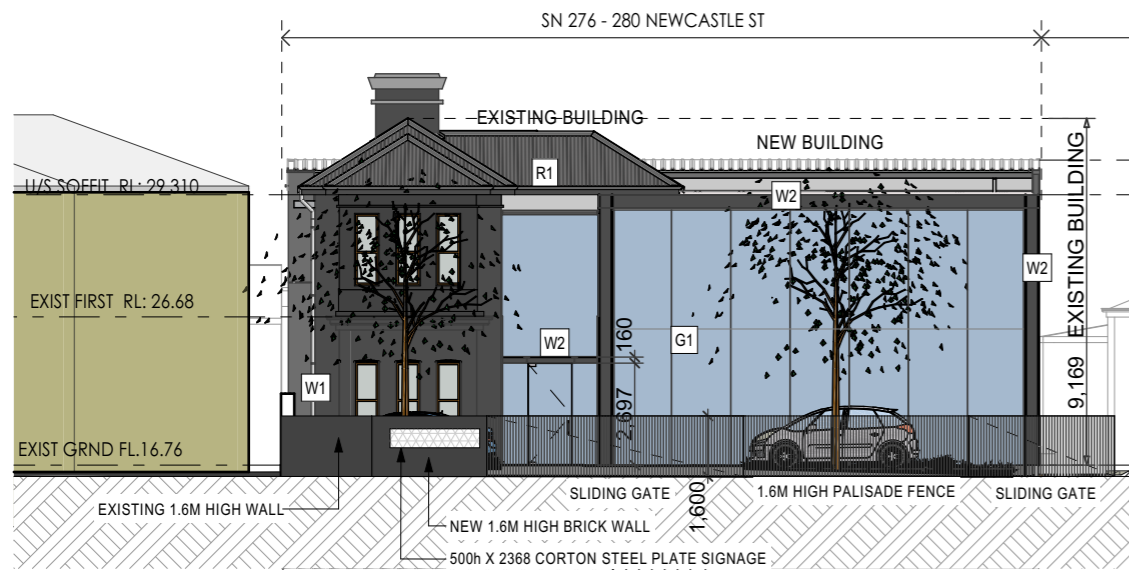 SN 276 - 280 NEWCASTLE ST
EXISTING BUILDING
NEW BUILDING
R1
U/S SOFFIT RL: 29.310
W2
9,169 EXISTING BUILDING
W2
EXIST FIRST RL: 26.68
W2
160
G1
W1
2,697
EXIST GRND FL.16.76
SLIDING GATE
1.6M HIGH PALISADE FENCE
SLIDING GATE
1,600
EXISTING 1.6M HIGH WALL
NEW 1.6M HIGH BRICK WALL
500h X 2368 CORTON STEEL PLATE SIGNAGE